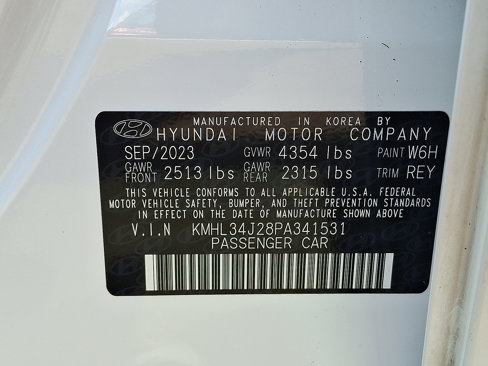 MANUFACTURED IN KOREA BY
HYUNDAI MOTOR COMPANY
SEP/2023 GVWR 4354 lbs PAINT W6H
GAWR FRONT 2513 lbs GAWR REAR 2315 lbs TRIM REY
THIS VEHICLE CONFORMS TO ALL APPLICABLE U.S.A. FEDERAL
MOTOR VEHICLE SAFETY, BUMPER, AND THEFT PREVENTION STANDARDS
IN EFFECT ON THE DATE OF MANUFACTURE SHOWN ABOVE
V.I.N KMHL34J28PA341531
PASSENGER CAR